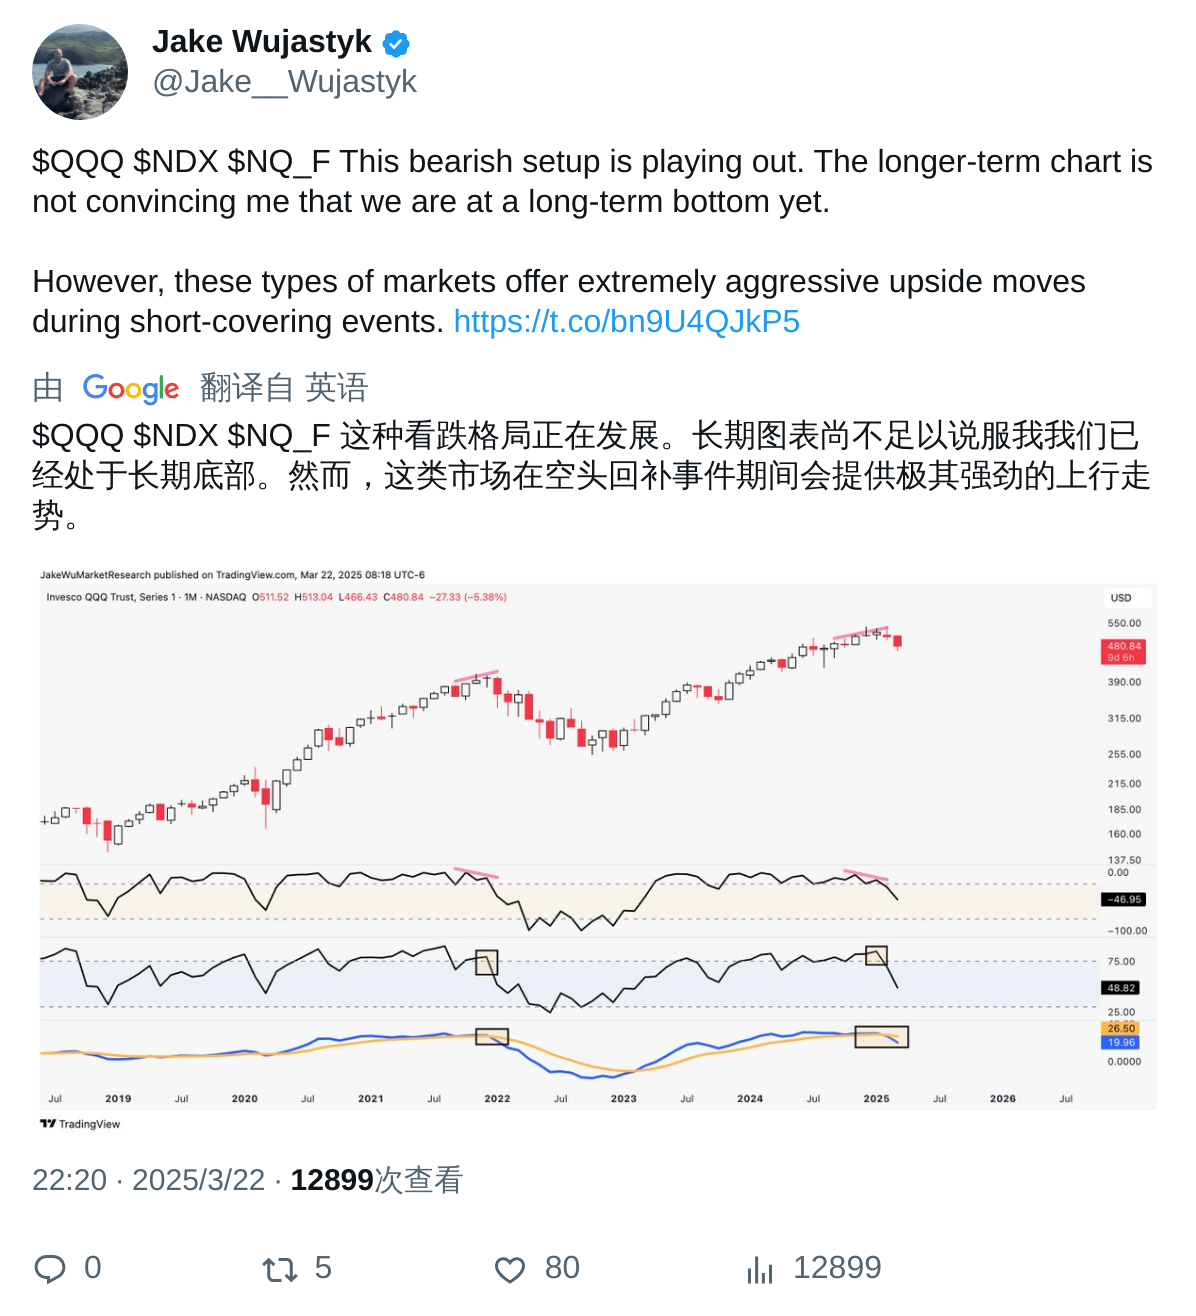 Jake Wujastyk
@Jake__Wujastyk
$QQQ $NDX $NQ_F This bearish setup is playing out. The longer-term chart is
not convincing me that we are at a long-term bottom yet.
However, these types of markets offer extremely aggressive upside moves
during short-covering events. https://t.co/bn9U4QJkP5
由 Google 翻译自 英语
$QQQ $NDX $NQ_F 这种看跌格局正在发展。长期图表尚不足以说服我我们已
经处于长期底部。然而，这类市场在空头回补事件期间会提供极其强劲的上行走
势。
JakeWuMarketResearch published on TradingView.com, Mar 22, 2025 08:18 UTC-6
Invesco QQQ Trust, Series 1 · 1M · NASDAQ O511.52 H513.04 L466.43 C480.84 −27.33 (−5.38%)
USD
550.00
480.84
9d 6h
390.00
315.00
255.00
215.00
185.00
160.00
137.50
0.00
−46.95
−100.00
75.00
48.82
25.00
26.50
19.96
0.0000
Jul 2019 Jul 2020 Jul 2021 Jul 2022 Jul 2023 Jul 2024 Jul 2025 Jul 2026 Jul
TradingView
22:20 · 2025/3/22 · 12899次查看
0 5 80 12899